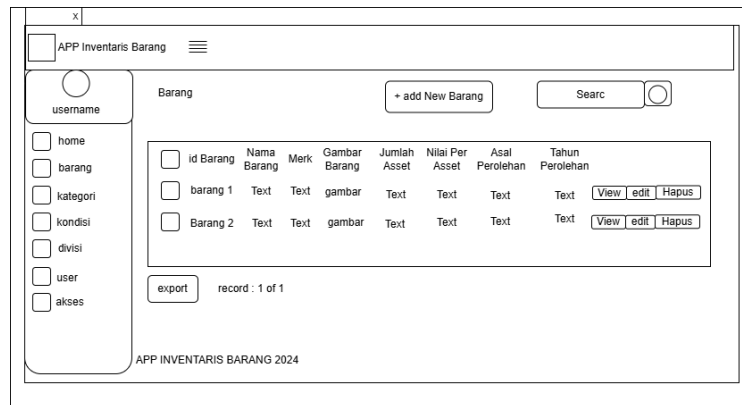 x
APP Inventaris Barang
username
Barang
+ add New Barang
Searc
home
barang
kategori
kondisi
divisi
user
akses
id Barang Nama Barang Merk Gambar Barang Jumlah Asset Nilai Per Asset Asal Perolehan Tahun Perolehan
barang 1 Text Text gambar Text Text Text Text View edit Hapus
Barang 2 Text Text gambar Text Text Text Text View edit Hapus
export record : 1 of 1
APP INVENTARIS BARANG 2024